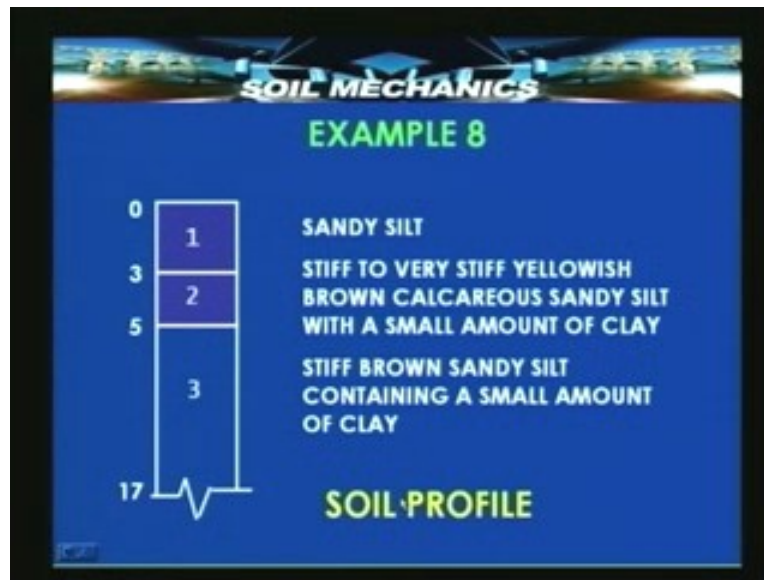 SOIL MECHANICS
EXAMPLE 8
0
1
SANDY SILT
3
2
STIFF TO VERY STIFF YELLOWISH
BROWN CALCAREOUS SANDY SILT
WITH A SMALL AMOUNT OF CLAY
5
3
STIFF BROWN SANDY SILT
CONTAINING A SMALL AMOUNT
OF CLAY
17
SOIL PROFILE